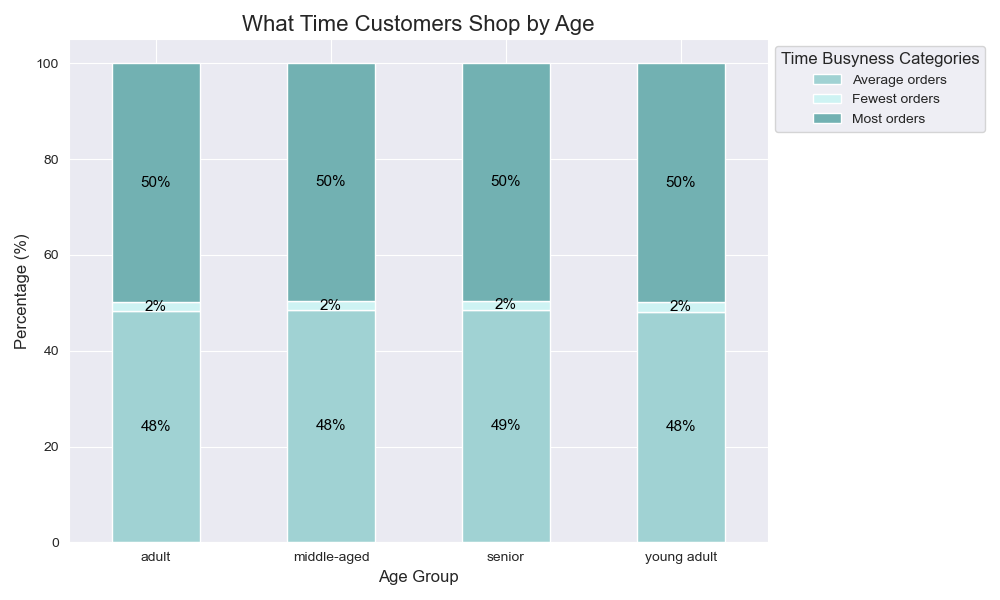 What Time Customers Shop by Age
Time Busyness Categories
Average orders
Fewest orders
Most orders
Percentage (%)
100
80
60
40
20
0
50%
50%
50%
50%
2%
2%
2%
2%
48%
48%
49%
48%
adult
middle-aged
senior
young adult
Age Group